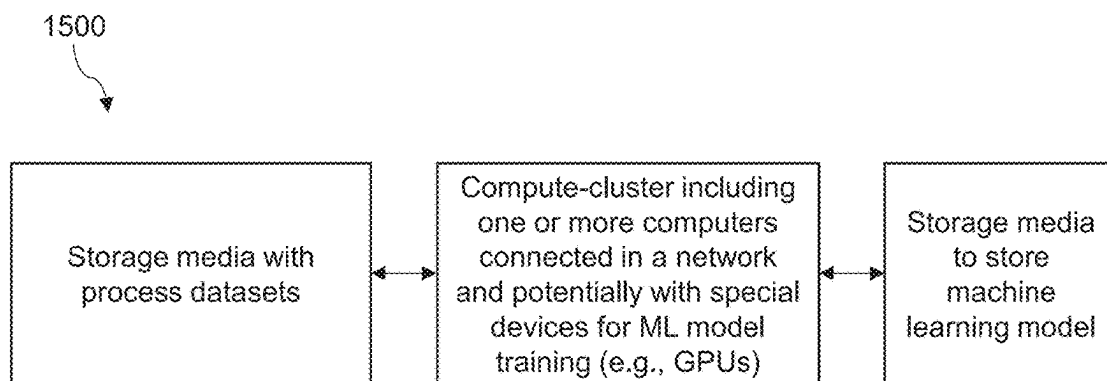 1500
Storage media with
process datasets
Compute-cluster including
one or more computers
connected in a network
and potentially with special
devices for ML model
training (e.g., GPUs)
Storage media
to store
machine
learning model